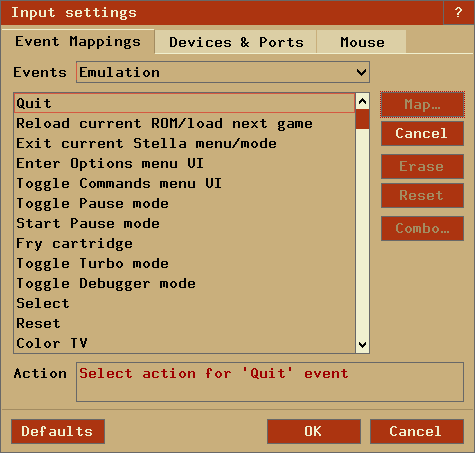 Input settings ?
Event Mappings Devices & Ports Mouse
Events Emulation
Quit
Reload current ROM/load next game
Exit current Stella menu/mode
Enter Options menu UI
Toggle Commands menu UI
Toggle Pause mode
Start Pause mode
Fry cartridge
Toggle Turbo mode
Toggle Debugger mode
Select
Reset
Color TV
Map…
Cancel
Erase
Reset
Combo…
Action Select action for 'Quit' event
Defaults OK Cancel